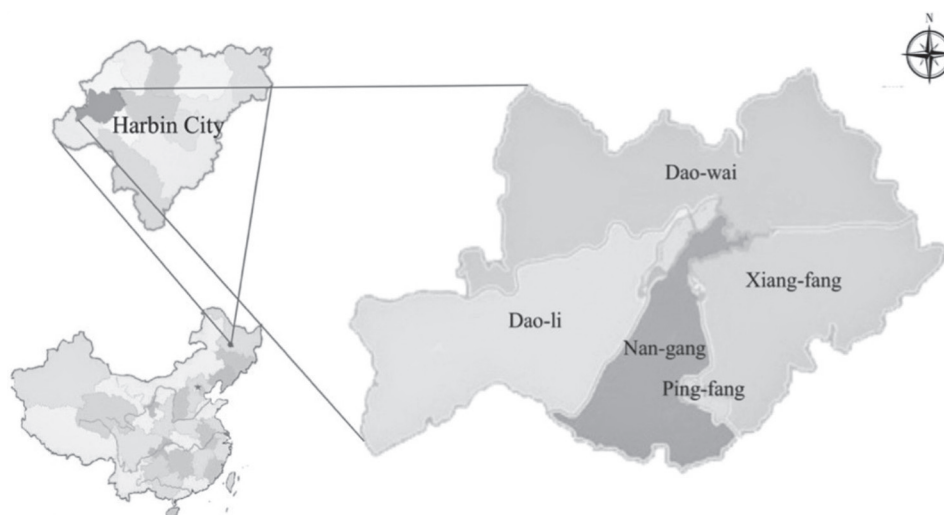 N
Harbin City
Dao-wai
Xiang-fang
Dao-li
Nan-gang
Ping-fang